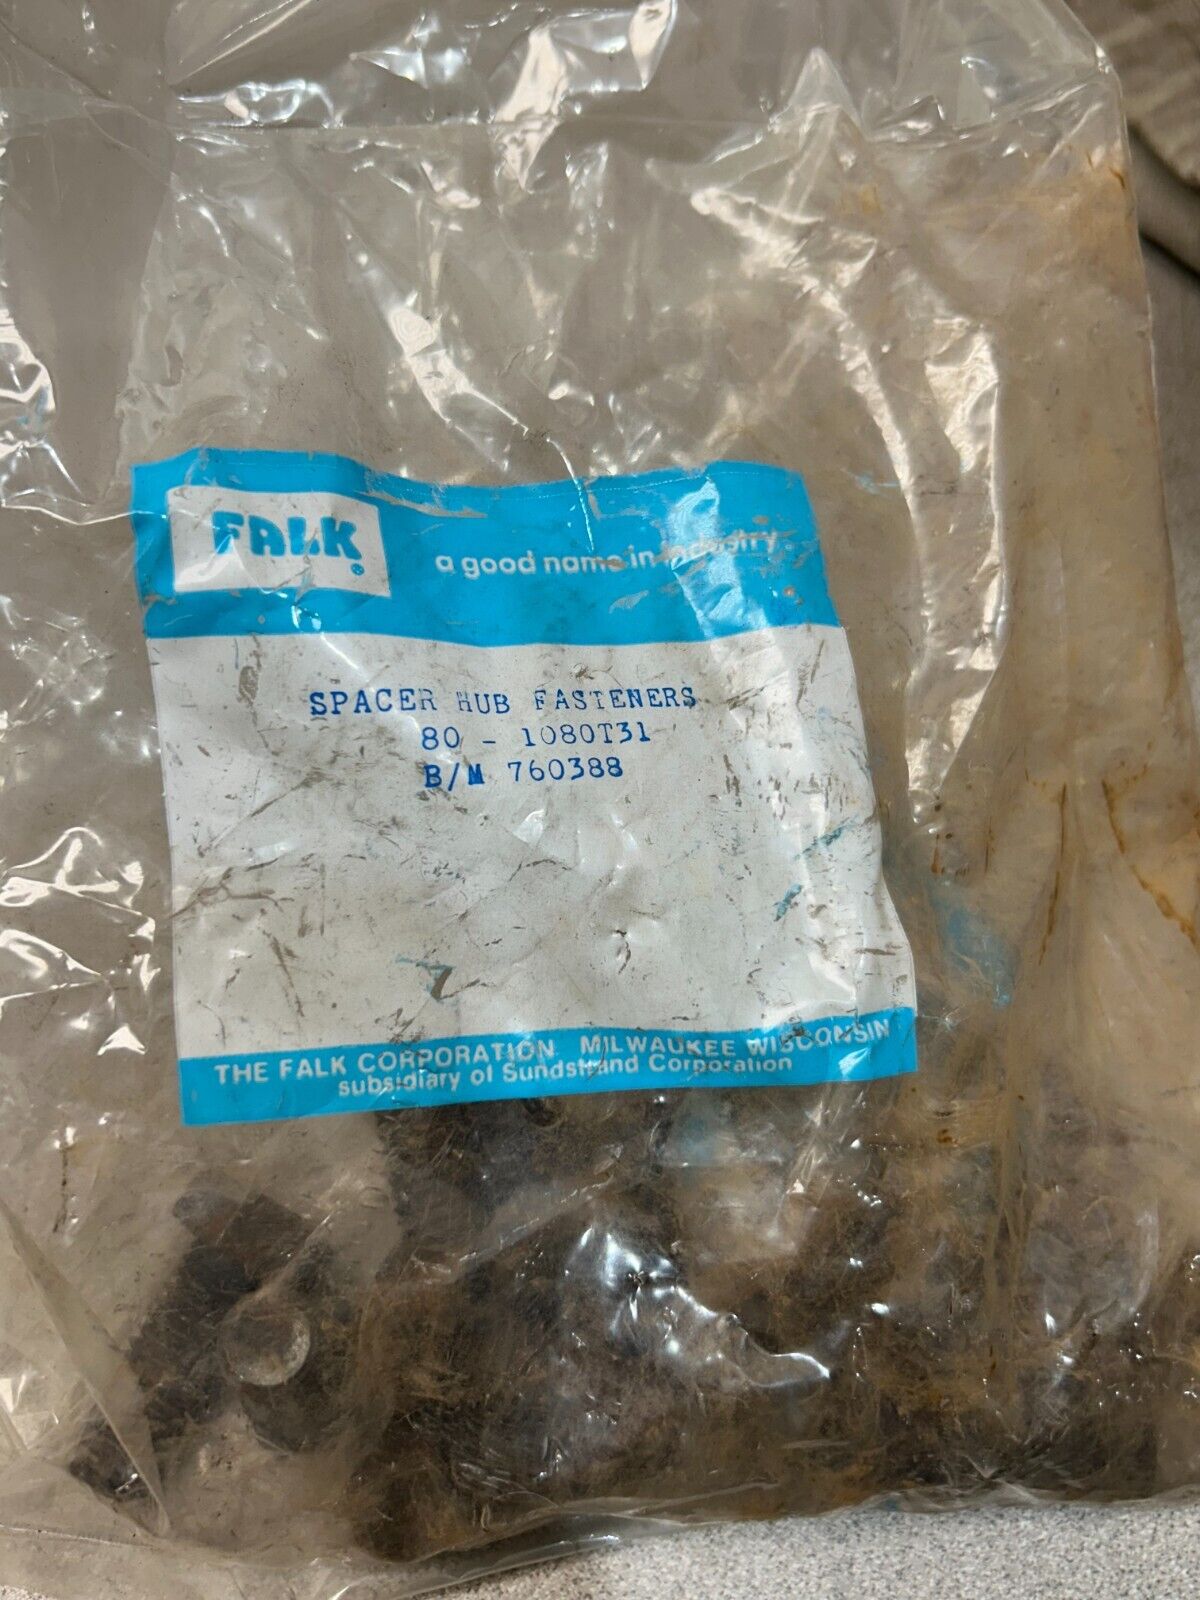 FALK ®
a good name in industry
SPACER HUB FASTENERS
80 - 1080T31
B/M 760388
THE FALK CORPORATION MILWAUKEE WISCONSIN
subsidiary of Sundstrand Corporation